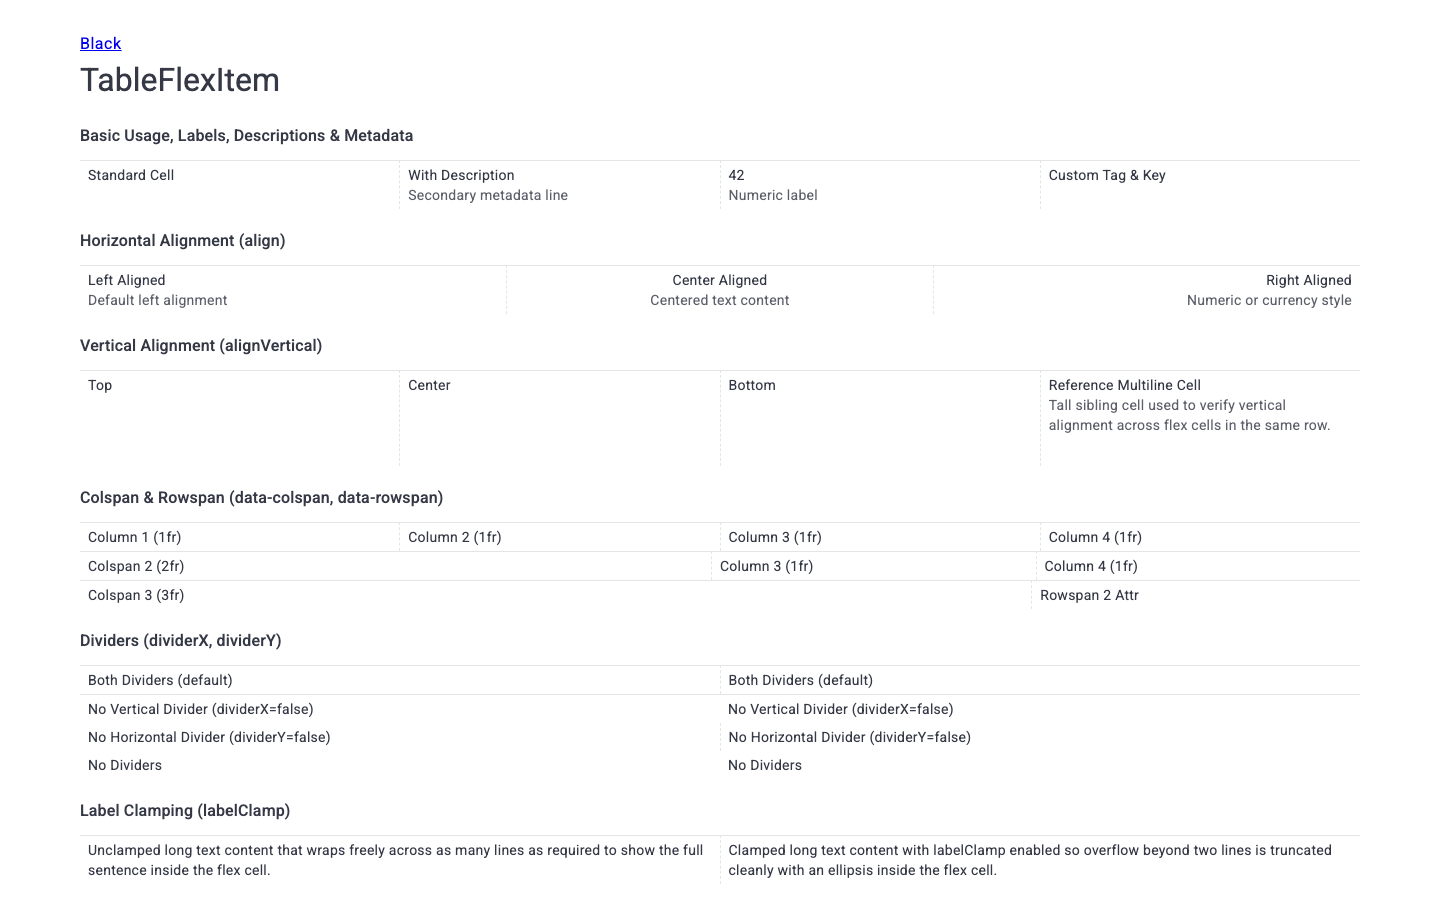 Black
TableFlexItem
Basic Usage, Labels, Descriptions & Metadata
Standard Cell
With Description
Secondary metadata line
42
Numeric label
Custom Tag & Key
Horizontal Alignment (align)
Left Aligned
Default left alignment
Center Aligned
Centered text content
Right Aligned
Numeric or currency style
Vertical Alignment (alignVertical)
Top
Center
Bottom
Reference Multiline Cell
Tall sibling cell used to verify vertical
alignment across flex cells in the same row.
Colspan & Rowspan (data-colspan, data-rowspan)
Column 1 (1fr)
Column 2 (1fr)
Column 3 (1fr)
Column 4 (1fr)
Colspan 2 (2fr)
Column 3 (1fr)
Column 4 (1fr)
Colspan 3 (3fr)
Rowspan 2 Attr
Dividers (dividerX, dividerY)
Both Dividers (default)
Both Dividers (default)
No Vertical Divider (dividerX=false)
No Vertical Divider (dividerX=false)
No Horizontal Divider (dividerY=false)
No Horizontal Divider (dividerY=false)
No Dividers
No Dividers
Label Clamping (labelClamp)
Unclamped long text content that wraps freely across as many lines as required to show the full
sentence inside the flex cell.
Clamped long text content with labelClamp enabled so overflow beyond two lines is truncated
cleanly with an ellipsis inside the flex cell.